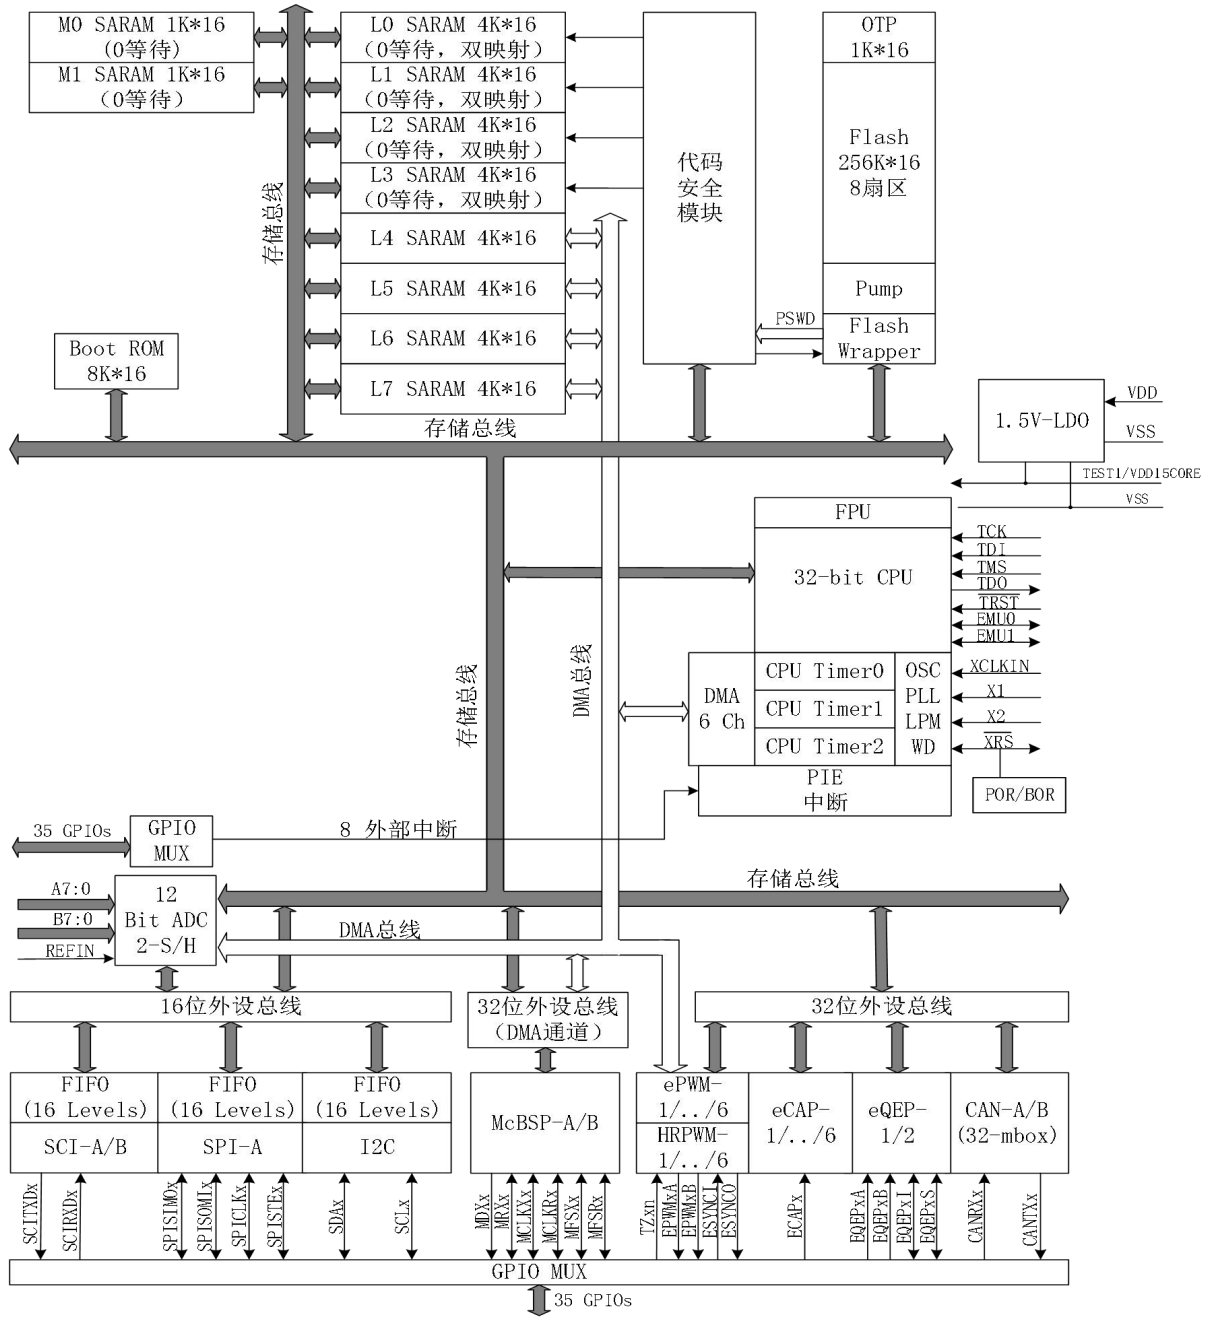 M0 SARAM 1K*16
(0等待)
M1 SARAM 1K*16
(0等待)
L0 SARAM 4K*16
(0等待，双映射)
L1 SARAM 4K*16
(0等待，双映射)
L2 SARAM 4K*16
(0等待，双映射)
L3 SARAM 4K*16
(0等待，双映射)
L4 SARAM 4K*16
L5 SARAM 4K*16
L6 SARAM 4K*16
L7 SARAM 4K*16
存储总线
代码
安全
模块
OTP
1K*16
Flash
256K*16
8扇区
Pump
PSWD
Flash
Wrapper
Boot ROM
8K*16
存储总线
1.5V-LDO
VDD
VSS
TEST1/VDD15CORE
VSS
FPU
32-bit CPU
TCK
TDI
TMS
TDO
TRST
EMU0
EMU1
存储总线
DMA总线
DMA
6 Ch
CPU Timer0
CPU Timer1
CPU Timer2
OSC
PLL
LPM
WD
XCLKIN
X1
X2
XRS
POR/BOR
PIE
中断
35 GPIOs
GPIO
MUX
8 外部中断
A7:0
B7:0
REFIN
12
Bit ADC
2-S/H
存储总线
DMA总线
16位外设总线
32位外设总线
(DMA通道)
32位外设总线
FIFO
(16 Levels)
SCI-A/B
FIFO
(16 Levels)
SPI-A
FIFO
(16 Levels)
I2C
McBSP-A/B
ePWM-
1/../6
HRPWM-
1/../6
eCAP-
1/../6
eQEP-
1/2
CAN-A/B
(32-mbox)
SCITXDx
SCIRXDx
SPISIMOx
SPISOMIx
SPICLKx
SPISTEx
SDAx
SCLx
MDXx
MRXx
MCLKXx
MCLKRx
MFSXx
MFSRx
TZxn
EPWMxA
EPWMxB
ESYNCI
ESYNCO
ECAPx
EQEPxA
EQEPxB
EQEPxI
EQEPxS
CANRXx
CANTXx
GPIO MUX
35 GPIOs